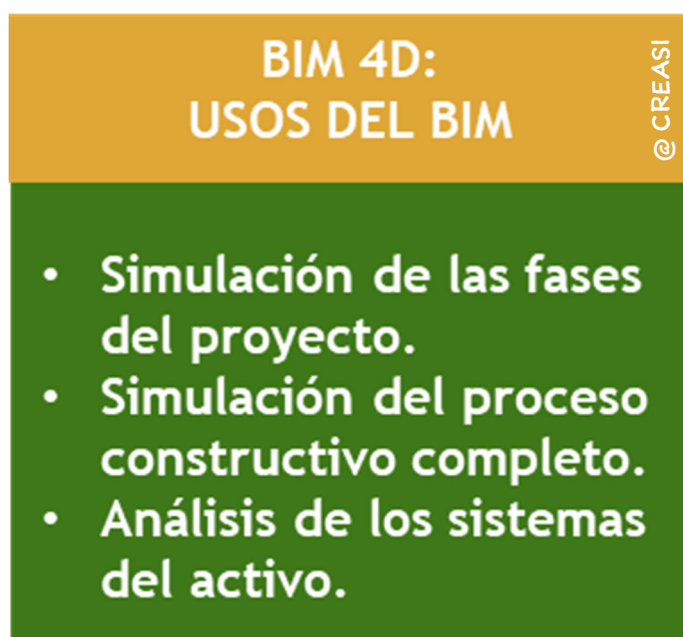 BIM 4D:
USOS DEL BIM
@ CREASI
• Simulación de las fases
del proyecto.
• Simulación del proceso
constructivo completo.
• Análisis de los sistemas
del activo.